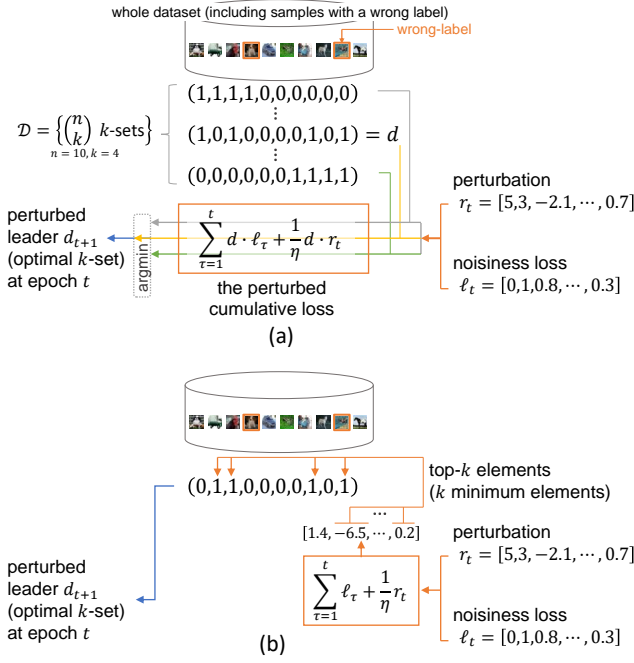 whole dataset (including samples with a wrong label)
wrong-label
(1,1,1,1,0,0,0,0,0,0)
⋮
𝒟 = {(n k) k-sets}
n = 10, k = 4
(1,0,1,0,0,0,0,1,0,1) = d
⋮
(0,0,0,0,0,0,1,1,1,1)
perturbation
r_t = [5,3, −2.1, ⋯, 0.7]
perturbed
leader d_{t+1}
(optimal k-set)
at epoch t
argmin
∑_{τ=1}^{t} d · ℓ_τ + 1/η d · r_t
noisiness loss
ℓ_t = [0,1,0.8, ⋯, 0.3]
the perturbed
cumulative loss
(a)
(0,1,1,0,0,0,0,1,0,1)
top-k elements
(k minimum elements)
⋯
[1.4, −6.5, ⋯, 0.2]
perturbation
r_t = [5,3, −2.1, ⋯, 0.7]
perturbed
leader d_{t+1}
(optimal k-set)
at epoch t
∑_{τ=1}^{t} ℓ_τ + 1/η r_t
noisiness loss
ℓ_t = [0,1,0.8, ⋯, 0.3]
(b)